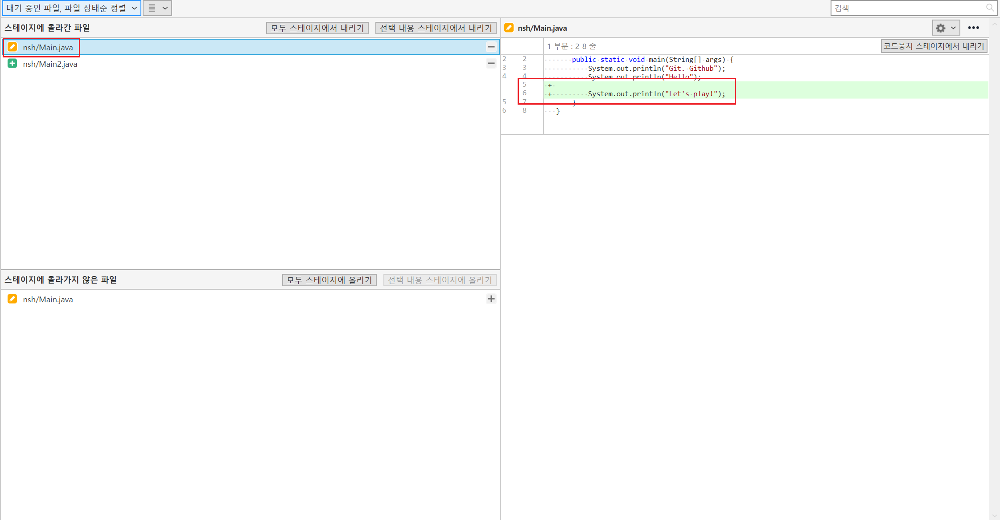 대기 중인 파일, 파일 상태순 정렬
검색
스테이지에 올라간 파일
모두 스테이지에서 내리기
선택 내용 스테이지에서 내리기
nsh/Main.java
nsh/Main2.java
스테이지에 올라가지 않은 파일
모두 스테이지에 올리기
선택 내용 스테이지에 올리기
nsh/Main.java
nsh/Main.java
1 부분 : 2-8 줄
코드뭉치 스테이지에서 내리기
2 2 public static void main(String[] args) {
3 3 System.out.println("Git. Github");
4 4 System.out.println("Hello");
5 +
6 + System.out.println("Let's play!");
5 7 }
6 8 }